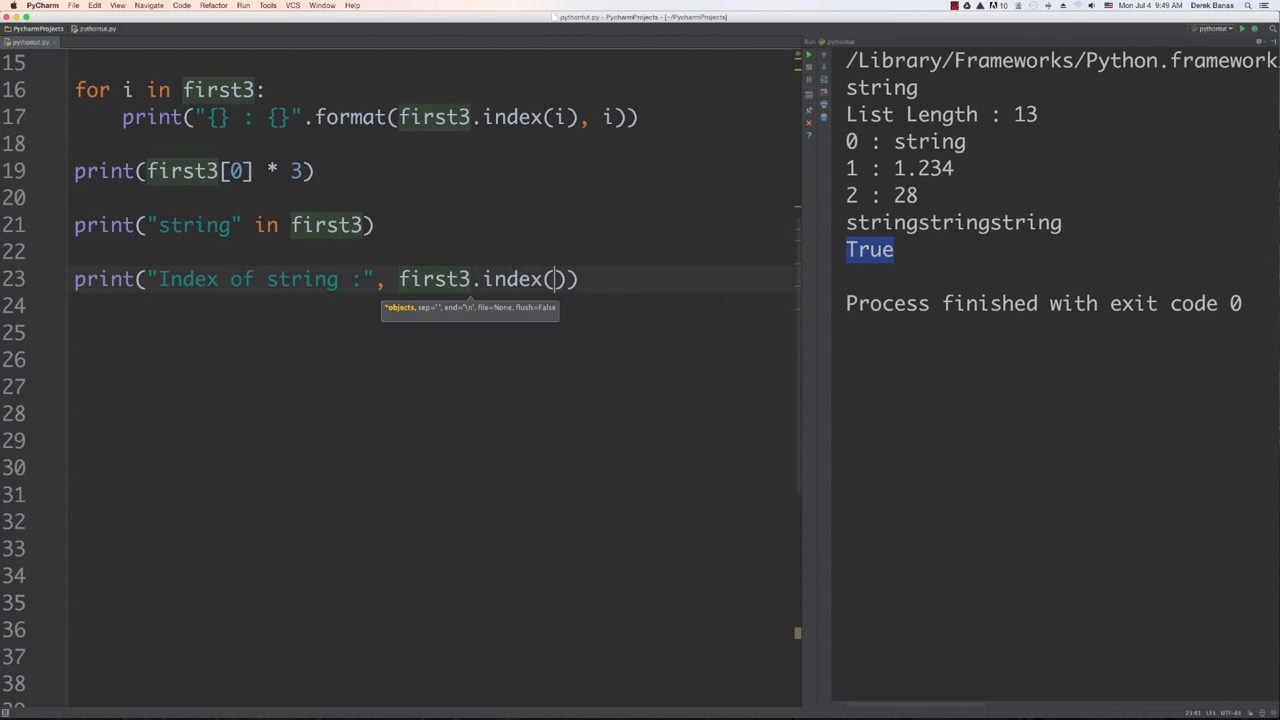 PyCharm File Edit View Navigate Code Refactor Run Tools VCS Window Help
10 Mon Jul 4 9:49 AM Derek Banas
pythontut.py - PycharmProjects - [~/PycharmProjects]
PycharmProjects pythontut.py
pythontut
pythontut.py
Run: pythontut
15
16 for i in first3:
17 print("{} : {}".format(first3.index(i), i))
18
19 print(first3[0] * 3)
20
21 print("string" in first3)
22
23 print("Index of string :", first3.index())
*objects, sep='', end='\n', file=None, flush=False
24
25
26
27
28
29
30
31
32
33
34
35
36
37
38
/Library/Frameworks/Python.framework
string
List Length : 13
0 : string
1 : 1.234
2 : 28
stringstringstring
True
Process finished with exit code 0
23:41 LF‡ UTF-8‡